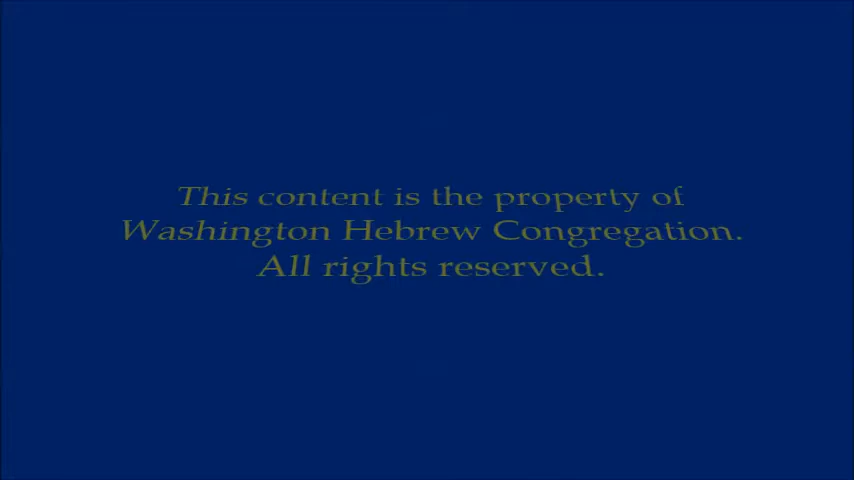 This content is the property of
Washington Hebrew Congregation.
All rights reserved.